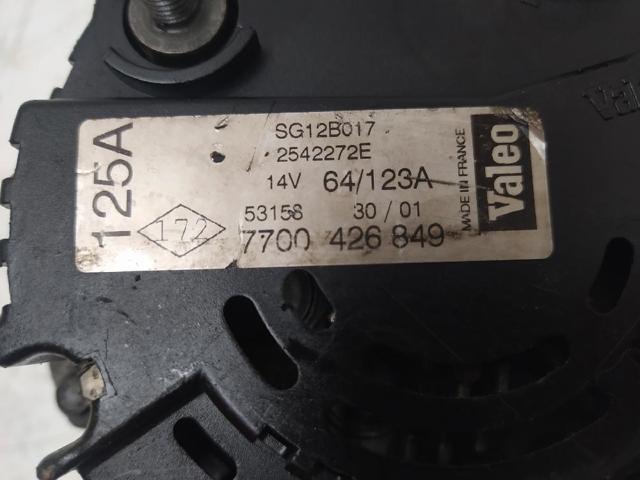 125A
SG12B017
2542272E
14V 64/123A
53158 30/01
172
7700 426 849
MADE IN FRANCE
Valeo